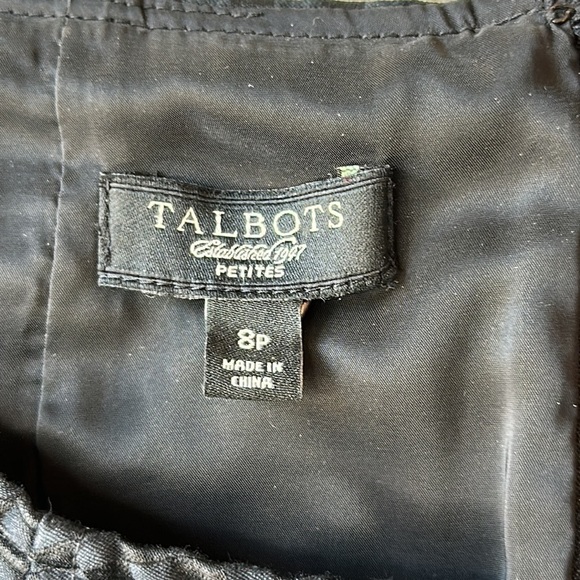 TALBOTS
Established 1947
PETITES
8P
MADE IN
CHINA